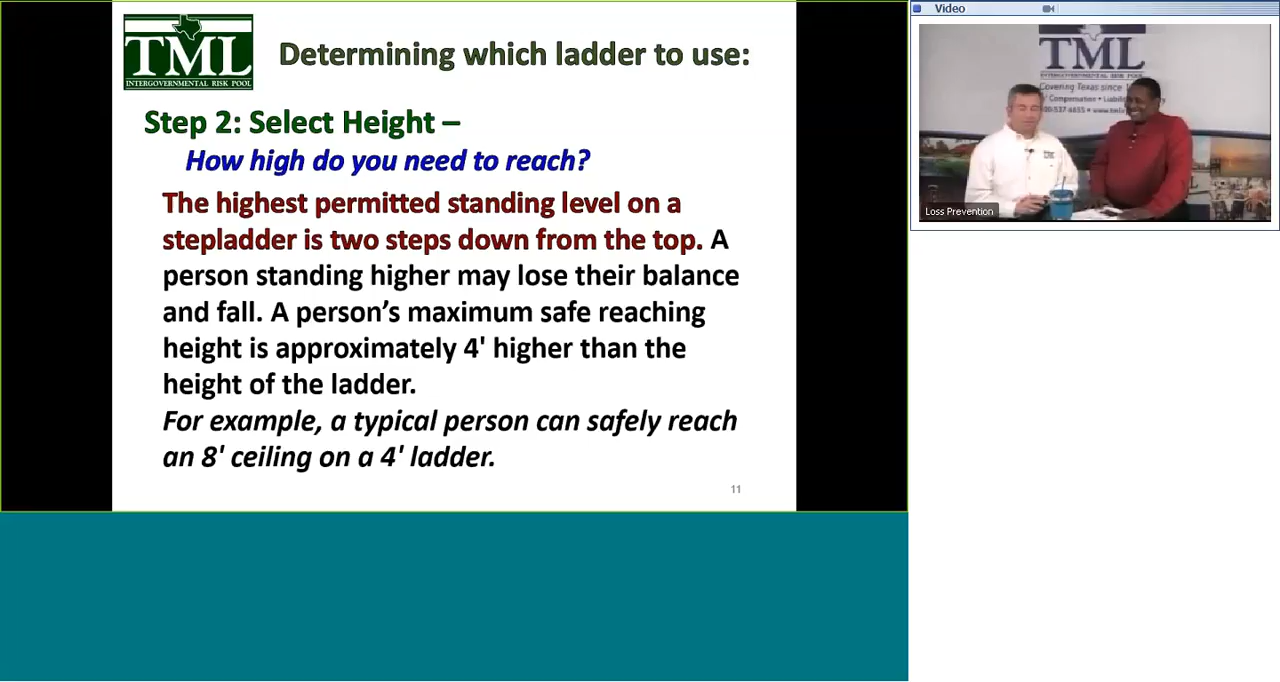 TML
INTERGOVERNMENTAL RISK POOL
Determining which ladder to use:
Step 2: Select Height –
How high do you need to reach?
The highest permitted standing level on a
stepladder is two steps down from the top. A
person standing higher may lose their balance
and fall. A person’s maximum safe reaching
height is approximately 4' higher than the
height of the ladder.
For example, a typical person can safely reach
an 8' ceiling on a 4' ladder.
11
Video
TML
INTERGOVERNMENTAL RISK POOL
Covering Texas since
Compensation • Liabili
Loss Prevention